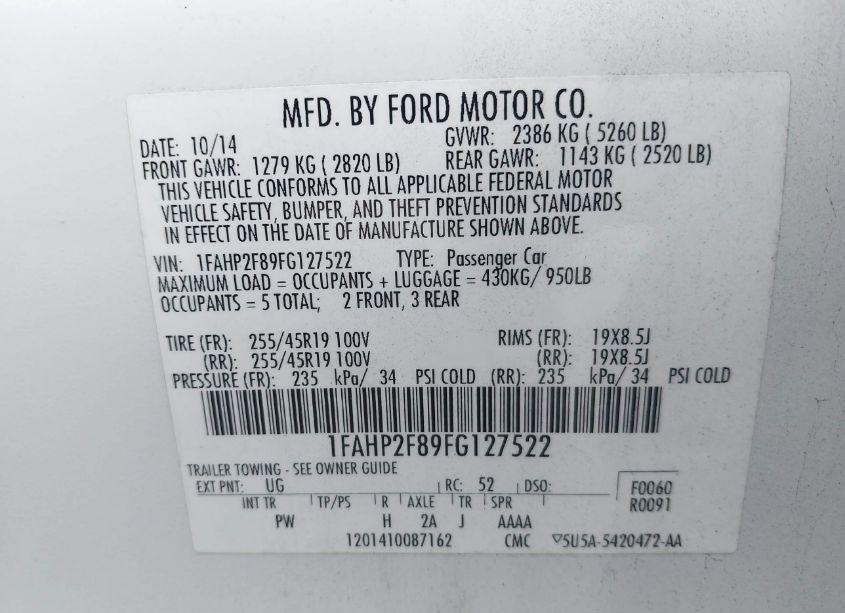 MFD. BY FORD MOTOR CO.
DATE: 10/14 GVWR: 2386 KG ( 5260 LB)
FRONT GAWR: 1279 KG ( 2820 LB) REAR GAWR: 1143 KG ( 2520 LB)
THIS VEHICLE CONFORMS TO ALL APPLICABLE FEDERAL MOTOR
VEHICLE SAFETY, BUMPER, AND THEFT PREVENTION STANDARDS
IN EFFECT ON THE DATE OF MANUFACTURE SHOWN ABOVE.
VIN: 1FAHP2F89FG127522 TYPE: Passenger Car
MAXIMUM LOAD = OCCUPANTS + LUGGAGE = 430KG/ 950LB
OCCUPANTS = 5 TOTAL; 2 FRONT, 3 REAR
TIRE (FR): 255/45R19 100V RIMS (FR): 19X8.5J
(RR): 255/45R19 100V (RR): 19X8.5J
PRESSURE (FR): 235 kPa/ 34 PSI COLD (RR): 235 kPa/ 34 PSI COLD
1FAHP2F89FG127522
TRAILER TOWING - SEE OWNER GUIDE
EXT PNT: UG RC: 52 DSO: F0060
INT TR TP/PS R AXLE TR SPR R0091
PW H 2A J AAAA
1201410087162 CMC ▽5U5A-5420472-AA